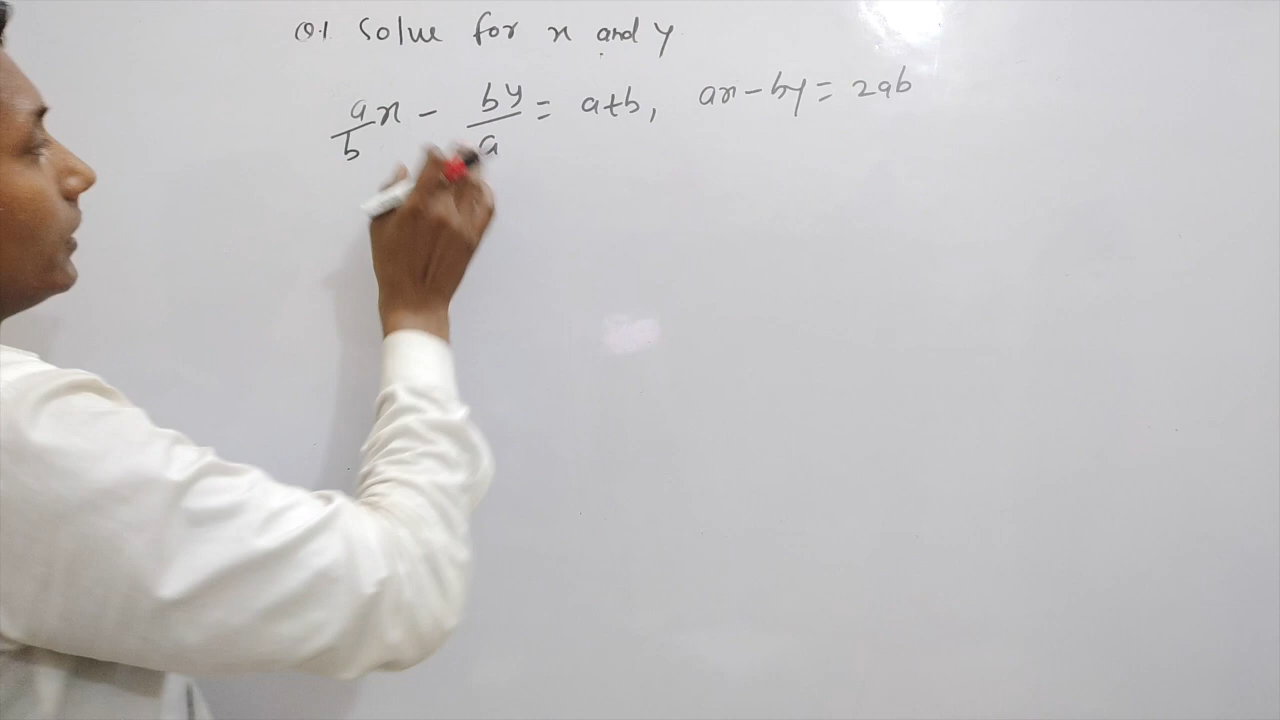 Q.1 Solve for x and y
a/b x - by/a = a+b, ax-by = 2ab